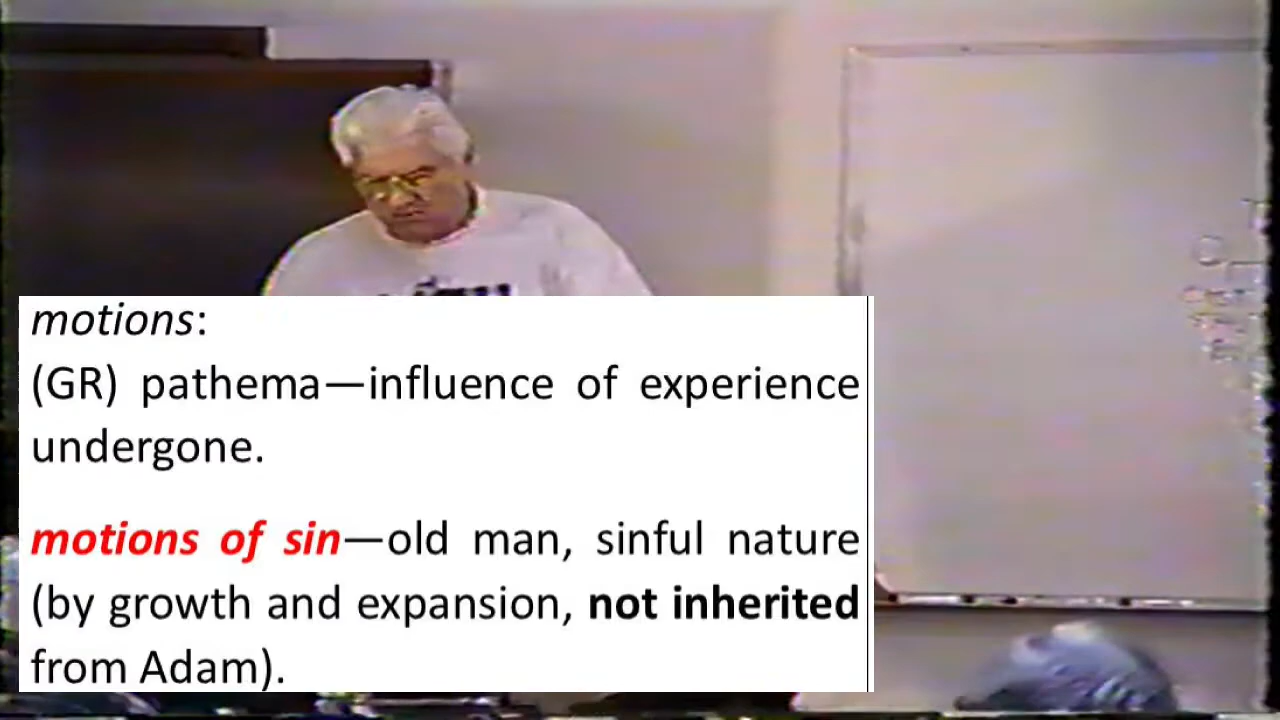 motions:
(GR) pathema—influence of experience
undergone.
motions of sin—old man, sinful nature
(by growth and expansion, not inherited
from Adam).